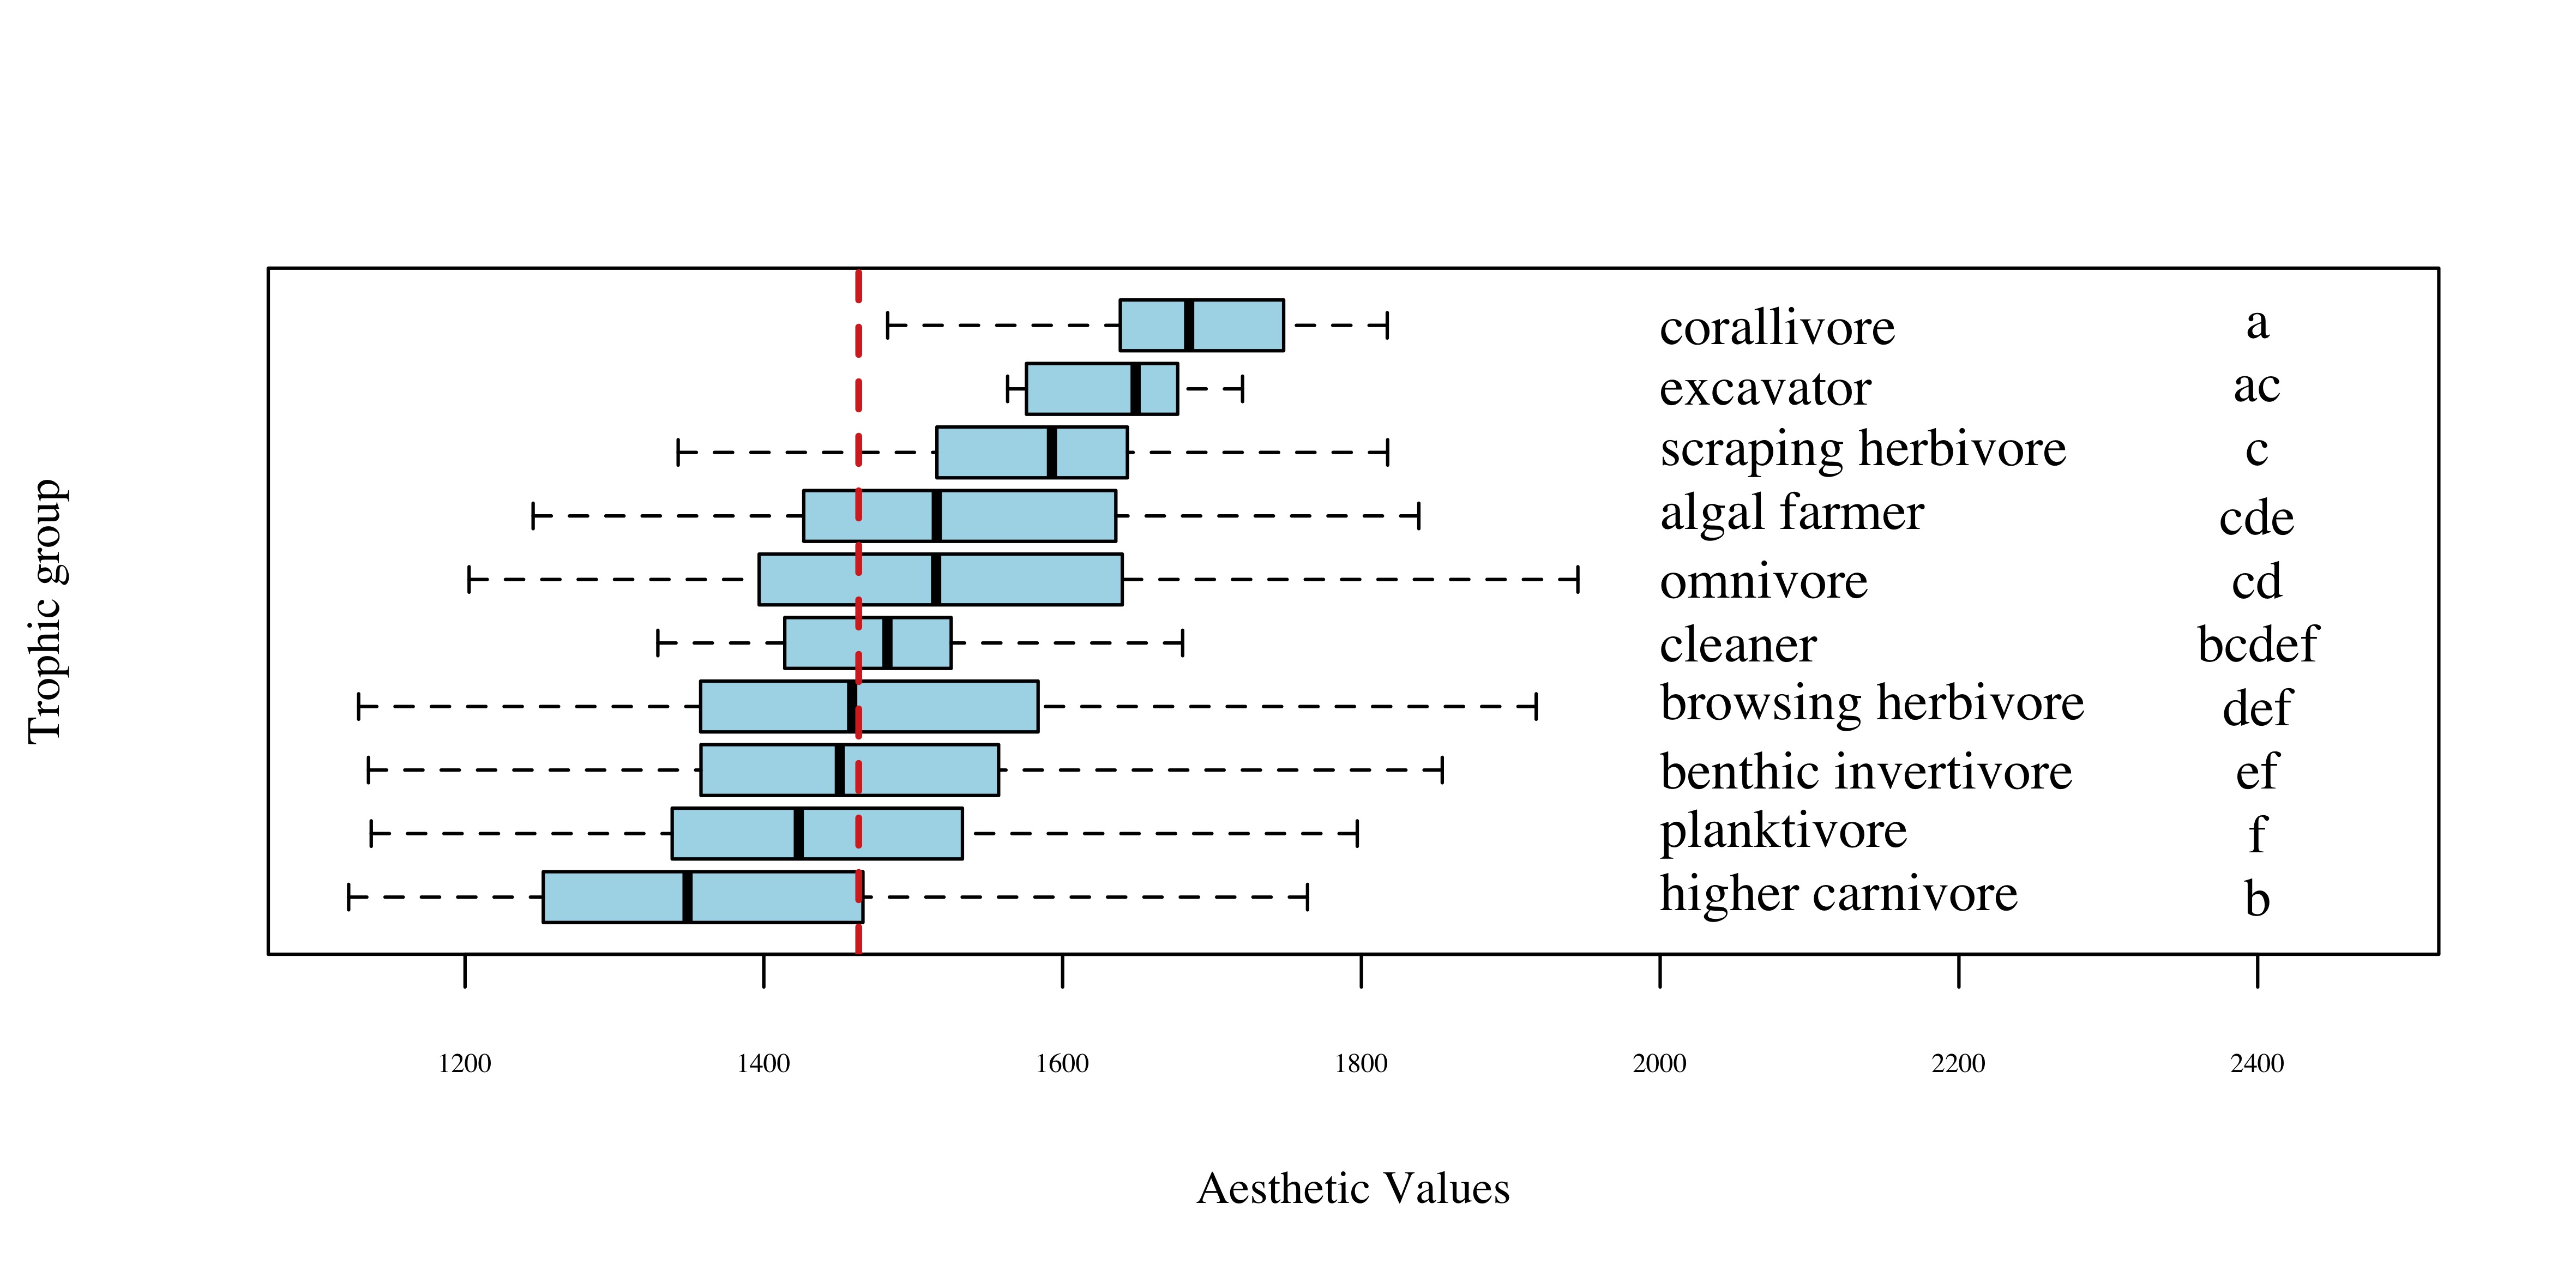 Trophic group
corallivore a
excavator ac
scraping herbivore c
algal farmer cde
omnivore cd
cleaner bcdef
browsing herbivore def
benthic invertivore ef
planktivore f
higher carnivore b
1200 1400 1600 1800 2000 2200 2400
Aesthetic Values